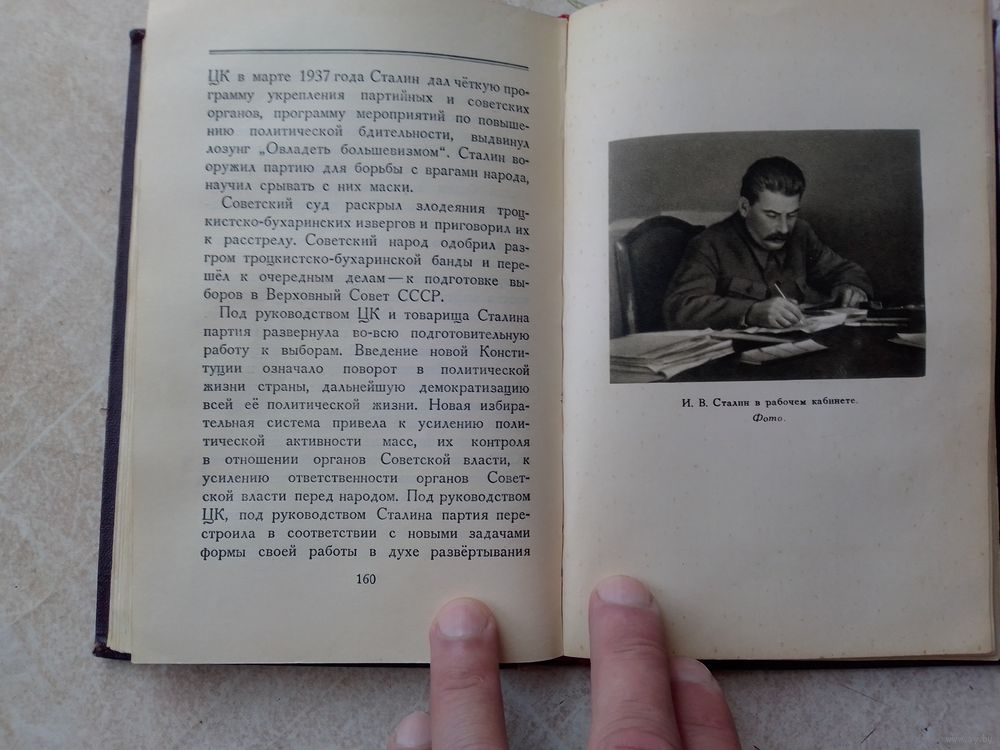 ЦК в марте 1937 года Сталин дал чёткую про-
грамму укрепления партийных и советских
органов, программу мероприятий по повыше-
нию политической бдительности, выдвинул
лозунг „Овладеть большевизмом“. Сталин во-
оружил партию для борьбы с врагами народа,
научил срывать с них маски.
Советский суд раскрыл злодеяния троц-
кистско-бухаринских извергов и приговорил их
к расстрелу. Советский народ одобрил раз-
гром троцкистско-бухаринской банды и пере-
шёл к очередным делам — к подготовке вы-
боров в Верховный Совет СССР.
Под руководством ЦК и товарища Сталина
партия развернула во-всю подготовительную
работу к выборам. Введение новой Консти-
туции означало поворот в политической
жизни страны, дальнейшую демократизацию
всей её политической жизни. Новая избира-
тельная система привела к усилению поли-
тической активности масс, их контроля
в отношении органов Советской власти, к
усилению ответственности органов Совет-
ской власти перед народом. Под руководством
ЦК, под руководством Сталина партия пере-
строила в соответствии с новыми задачами
формы своей работы в духе развёртывания
160
И. В. Сталин в рабочем кабинете.
Фото.
www.ay.by